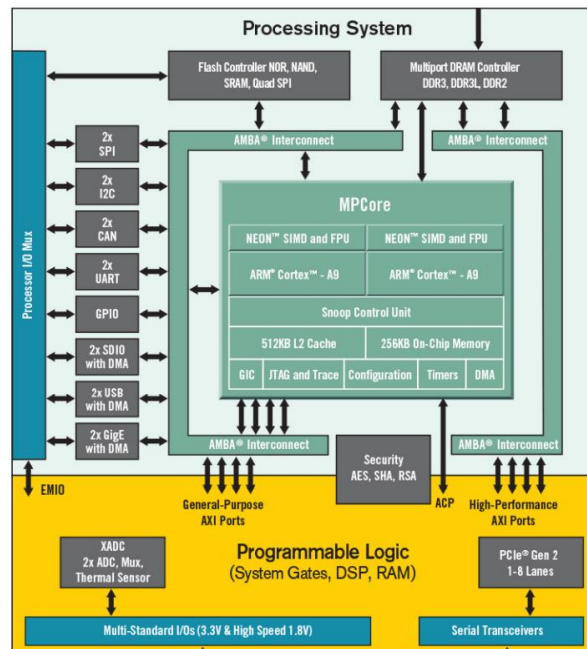 Processing System
Flash Controller NOR, NAND,
SRAM, Quad SPI
Multiport DRAM Controller
DDR3, DDR3L, DDR2
Processor I/O Mux
2x
SPI
2x
I2C
2x
CAN
2x
UART
GPIO
2x SDIO
with DMA
2x USB
with DMA
2x GigE
with DMA
AMBA® Interconnect
AMBA® Interconnect
MPCore
NEON™ SIMD and FPU
NEON™ SIMD and FPU
ARM® Cortex™ - A9
ARM® Cortex™ - A9
Snoop Control Unit
512KB L2 Cache
256KB On-Chip Memory
GIC
JTAG and Trace
Configuration
Timers
DMA
AMBA® Interconnect
AMBA® Interconnect
Security
AES, SHA, RSA
EMIO
General-Purpose
AXI Ports
ACP
High-Performance
AXI Ports
Programmable Logic
(System Gates, DSP, RAM)
XADC
2x ADC, Mux,
Thermal Sensor
PCIe® Gen 2
1-8 Lanes
Multi-Standard I/Os (3.3V & High Speed 1.8V)
Serial Transceivers